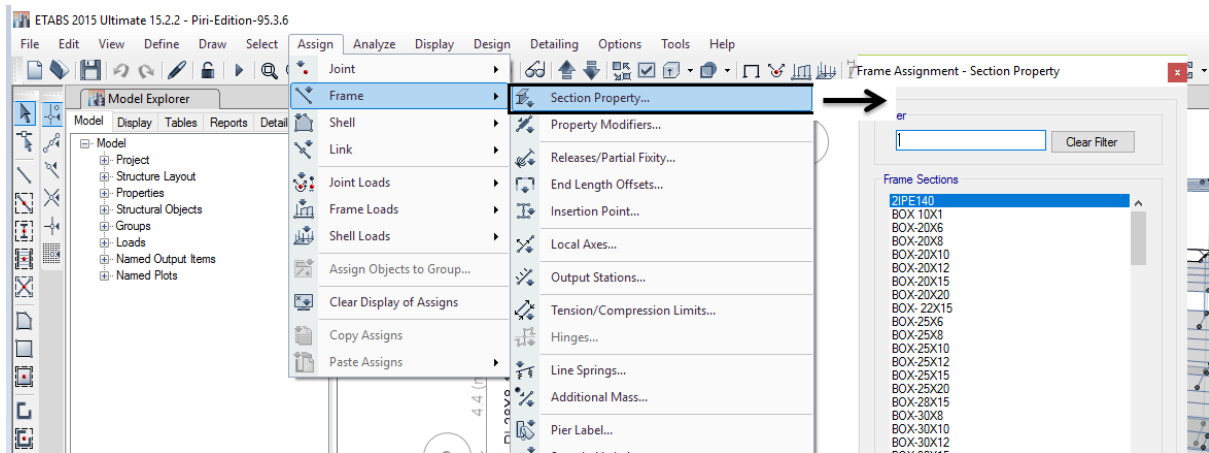 ETABS 2015 Ultimate 15.2.2 - Piri-Edition-95.3.6
File Edit View Define Draw Select Assign Analyze Display Design Detailing Options Tools Help
Model Explorer
Model Display Tables Reports Detail
Model
Project
Structure Layout
Properties
Structural Objects
Groups
Loads
Named Output Items
Named Plots
Joint
Frame
Shell
Link
Joint Loads
Frame Loads
Shell Loads
Assign Objects to Group...
Clear Display of Assigns
Copy Assigns
Paste Assigns
Section Property...
Property Modifiers...
Releases/Partial Fixity...
End Length Offsets...
Insertion Point...
Local Axes...
Output Stations...
Tension/Compression Limits...
Hinges...
Line Springs...
Additional Mass...
Pier Label...
4.4 (m
Frame Assignment - Section Property
er
Clear Filter
Frame Sections
2IPE140
BOX 10X1
BOX-20X6
BOX-20X8
BOX-20X10
BOX-20X12
BOX-20X15
BOX-20X20
BOX- 22X15
BOX-25X6
BOX-25X8
BOX-25X10
BOX-25X12
BOX-25X15
BOX-25X20
BOX-28X15
BOX-30X8
BOX-30X10
BOX-30X12